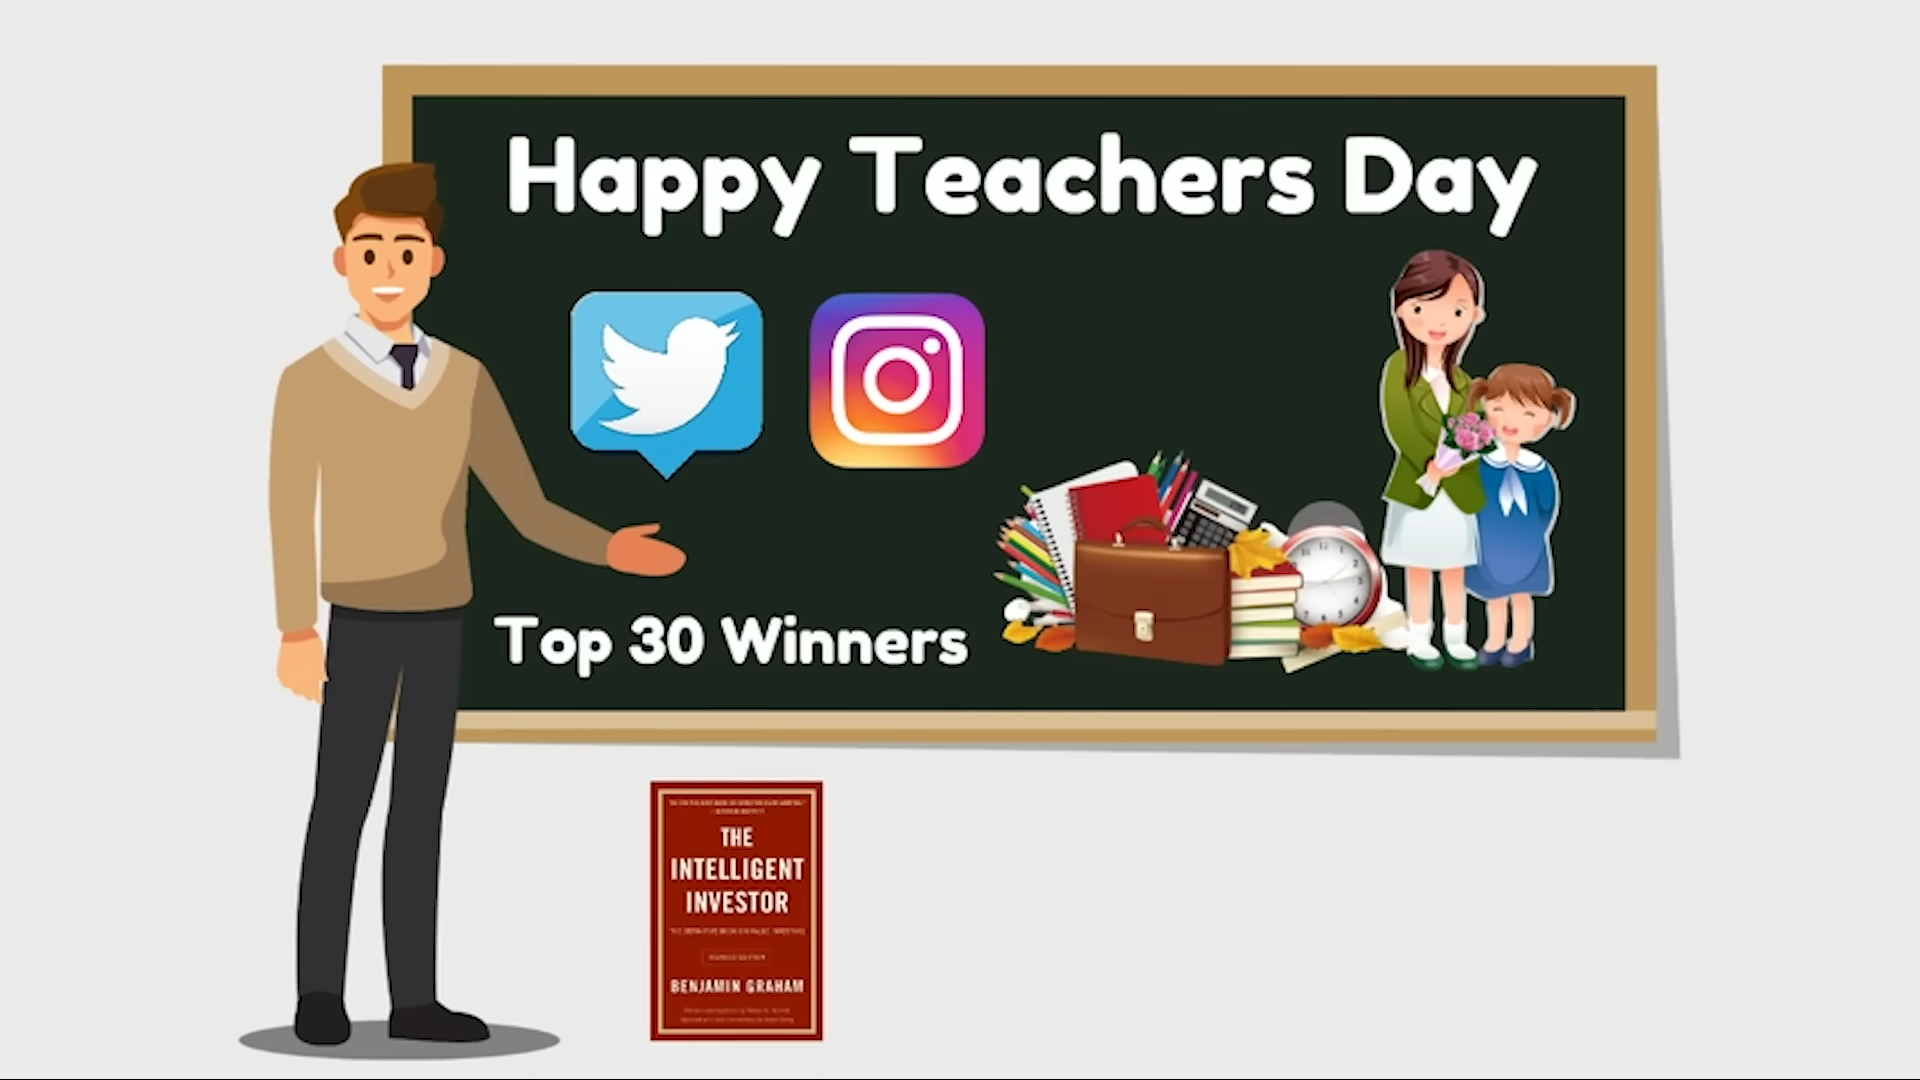 Happy Teachers Day
Top 30 Winners
THE
INTELLIGENT
INVESTOR
BENJAMIN GRAHAM